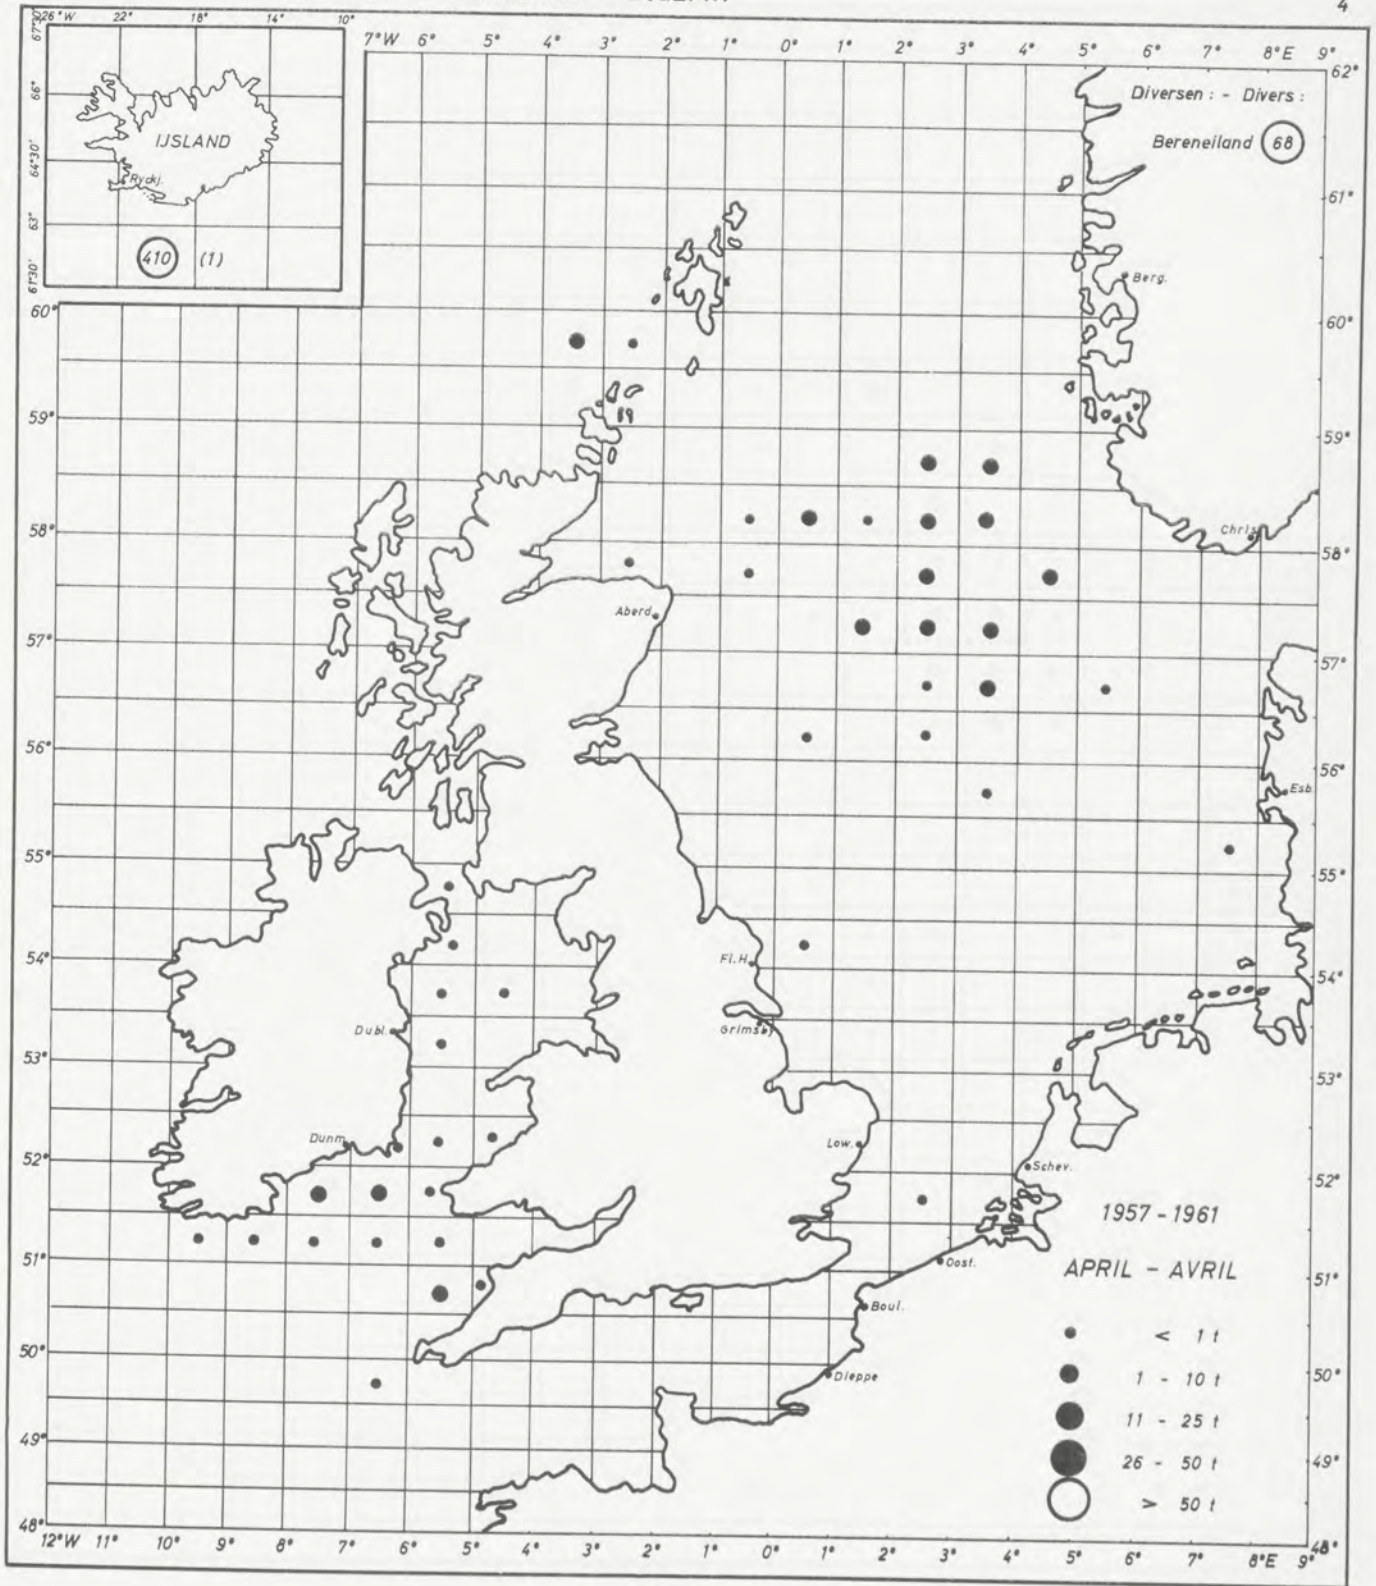 4
26°W 22° 18° 14° 10°
67°30'
66°
64°30'
63°
61°30'
IJSLAND
Ryckj.
410 (1)
7°W 6° 5° 4° 3° 2° 1° 0° 1° 2° 3° 4° 5° 6° 7° 8°E 9°
62°
61°
60°
59°
58°
57°
56°
55°
54°
53°
52°
51°
50°
49°
48°
Diversen : - Divers :
Bereneiland 68
60°
59°
58°
57°
56°
55°
54°
53°
52°
51°
50°
49°
48°
Berg.
Chris
Aberd.
Esb.
Fl.H.
Grimsby
Dubl.
Dunm.
Low.
Schev.
Oost.
Boul.
Dieppe
1957 - 1961
APRIL - AVRIL
< 1 t
1 - 10 t
11 - 25 t
26 - 50 t
> 50 t
12°W 11° 10° 9° 8° 7° 6° 5° 4° 3° 2° 1° 0° 1° 2° 3° 4° 5° 6° 7° 8°E 9°